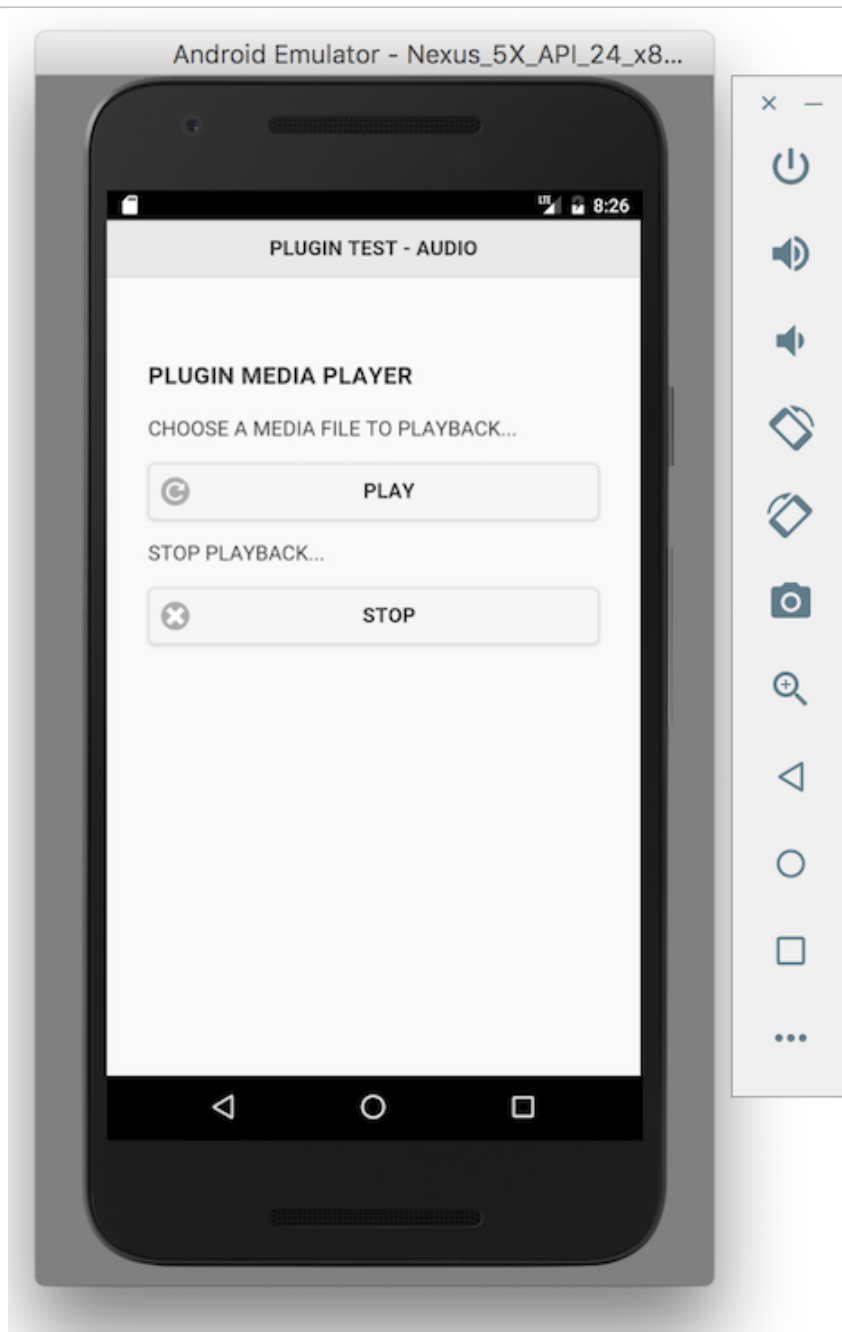 Android Emulator - Nexus_5X_API_24_x8...
LTE 8:26
PLUGIN TEST - AUDIO
PLUGIN MEDIA PLAYER
CHOOSE A MEDIA FILE TO PLAYBACK...
PLAY
STOP PLAYBACK...
STOP